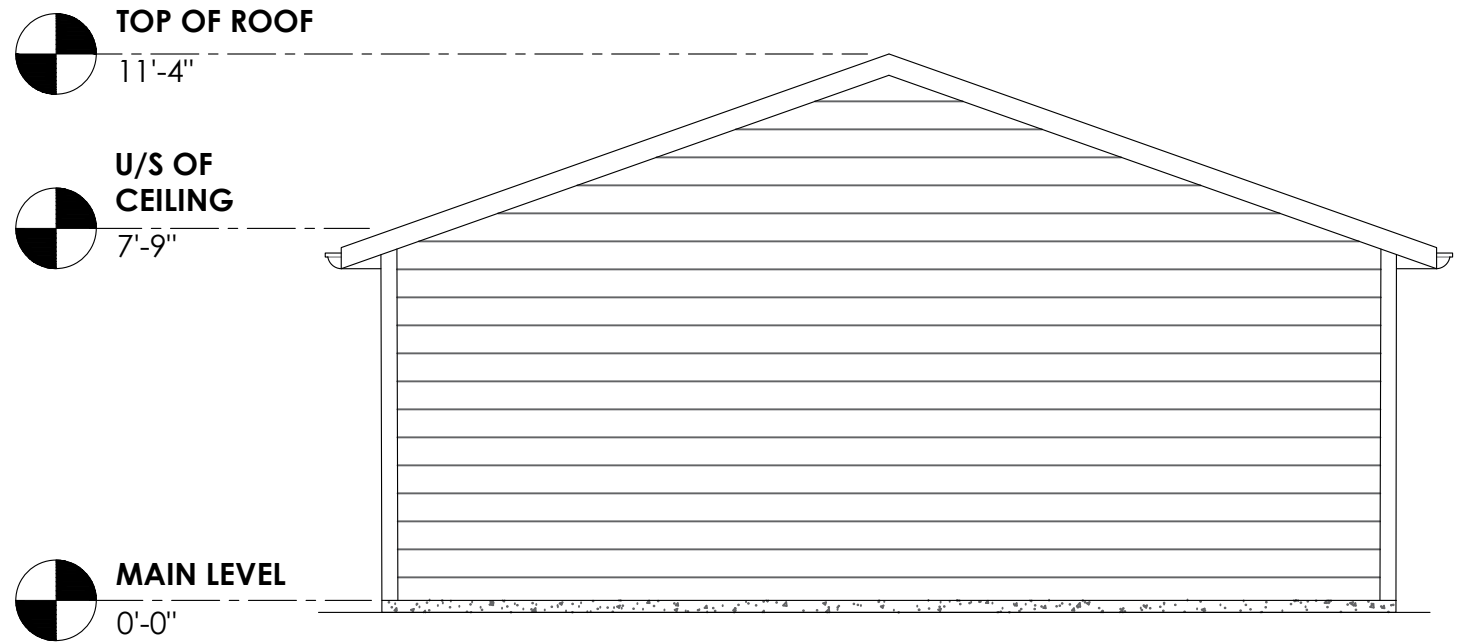 TOP OF ROOF
11'-4"
U/S OF
CEILING
7'-9"
MAIN LEVEL
0'-0"